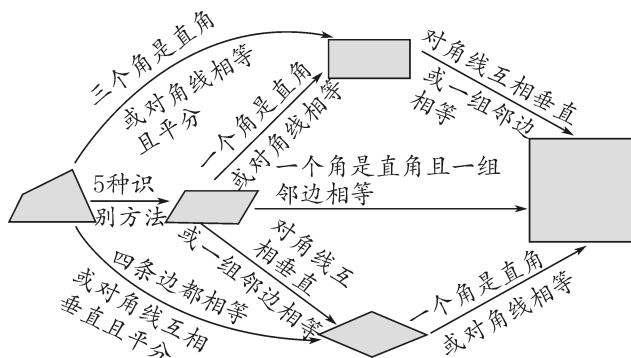 三个角是直角
或对角线相等
且平分
一个角是直角
或对角线相等
对角线互相垂直
或一组邻边
相等
5种识
别方法
一个角是直角且一组
邻边相等
对角线互
相垂直
或一组邻边相等
四条边都相等
或对角线互相
垂直且平分
一个角是直角
或对角线相等